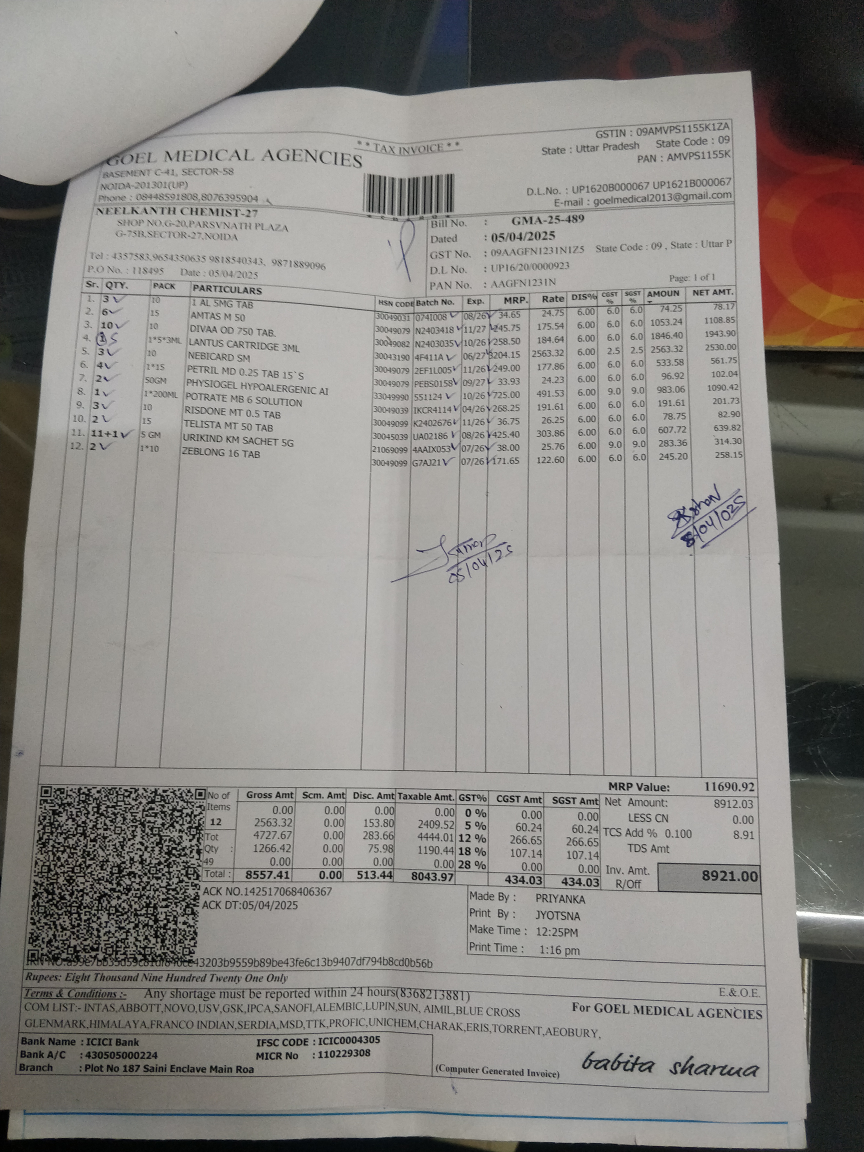 **TAX INVOICE**
GOEL MEDICAL AGENCIES
BASEMENT C-41, SECTOR-58
NOIDA-201301(UP)
Phone : 08448591808,8076395904
GSTIN : 09AMVPS1155K1ZA
State : Uttar Pradesh State Code : 09
PAN : AMVPS1155K
D.L.No. : UP1620B000067 UP1621B000067
E-mail : goelmedical2013@gmail.com
NEELKANTH CHEMIST-27
SHOP NO.G-20,PARSVNATH PLAZA
G-75B,SECTOR-27,NOIDA
Tel : 4357583,9654350635 9818540343, 9871889096
P.O No. : 118495 Date : 05/04/2025
Bill No. : GMA-25-489
Dated : 05/04/2025
GST No. : 09AAGFN1231N1Z5 State Code : 09 , State : Uttar P
D.L No. : UP16/20/0000923
PAN No. : AAGFN1231N
Page: 1 of 1
Sr. QTY. PACK PARTICULARS HSN CODE Batch No. Exp. MRP. Rate DIS% CGST % SGST % AMOUN NET AMT.
1. 3 10 1 AL 5MG TAB 30049031 074I008 08/26 34.65 24.75 6.00 6.0 6.0 74.25 78.17
2. 6 15 AMTAS M 50 30049079 N2403418 11/27 245.75 175.54 6.00 6.0 6.0 1053.24 1108.85
3. 10 10 DIVAA OD 750 TAB. 30049082 N2403035 10/26 258.50 184.64 6.00 6.0 6.0 1846.40 1943.90
4. 1 5 1*5*3ML LANTUS CARTRIDGE 3ML 30043190 4F411A 06/27 3204.15 2563.32 6.00 2.5 2.5 2563.32 2530.00
5. 3 10 NEBICARD SM 30049079 2EF1L005 11/26 249.00 177.86 6.00 6.0 6.0 533.58 561.75
6. 4 1*15 PETRIL MD 0.25 TAB 15`S 30049079 PEBS0158 09/27 33.93 24.23 6.00 6.0 6.0 96.92 102.04
7. 2 50GM PHYSIOGEL HYPOALERGENIC AI 33049990 551124 10/26 725.00 491.53 6.00 9.0 9.0 983.06 1090.42
8. 1 1*200ML POTRATE MB 6 SOLUTION 30049039 IKCR4114 04/26 268.25 191.61 6.00 6.0 6.0 191.61 201.73
9. 3 10 RISDONE MT 0.5 TAB 30049099 K2402676 11/26 36.75 26.25 6.00 6.0 6.0 78.75 82.90
10. 2 15 TELISTA MT 50 TAB 30045039 UA02186 08/26 425.40 303.86 6.00 6.0 6.0 607.72 639.82
11. 11+1 5 GM URIKIND KM SACHET 5G 21069099 4AAIX053 07/26 38.00 25.76 6.00 9.0 9.0 283.36 314.30
12. 2 1*10 ZEBLONG 16 TAB 30049099 G7AJ21 07/26 171.65 122.60 6.00 6.0 6.0 245.20 258.15
05/04/25
5/04/025
MRP Value: 11690.92
No of Items 12
Tot Qty : 49
Gross Amt Scm. Amt Disc. Amt Taxable Amt. GST% CGST Amt SGST Amt
0.00 0.00 0.00 0.00 0 % 0.00 0.00
2563.32 0.00 153.80 2409.52 5 % 60.24 60.24
4727.67 0.00 283.66 4444.01 12 % 266.65 266.65
1266.42 0.00 75.98 1190.44 18 % 107.14 107.14
0.00 0.00 0.00 0.00 28 % 0.00 0.00
Total : 8557.41 0.00 513.44 8043.97 434.03 434.03
Net Amount: 8912.03
LESS CN 0.00
TCS Add % 0.100 8.91
TDS Amt
Inv. Amt. R/Off 8921.00
ACK NO.142517068406367
ACK DT:05/04/2025
Made By : PRIYANKA
Print By : JYOTSNA
Make Time : 12:25PM
Print Time : 1:16 pm
43203b9559b89be43fe6c13b9407df794b8cd0b56b
Rupees: Eight Thousand Nine Hundred Twenty One Only
E.&O.E.
Terms & Conditions :- Any shortage must be reported within 24 hours(8368213881)
COM LIST:- INTAS,ABBOTT,NOVO,USV,GSK,IPCA,SANOFI,ALEMBIC,LUPIN,SUN, AIMIL,BLUE CROSS
GLENMARK,HIMALAYA,FRANCO INDIAN,SERDIA,MSD,TTK,PROFIC,UNICHEM,CHARAK,ERIS,TORRENT,AEOBURY,
For GOEL MEDICAL AGENCIES
Bank Name : ICICI Bank IFSC CODE : ICIC0004305
Bank A/C : 430505000224 MICR No : 110229308
Branch : Plot No 187 Saini Enclave Main Roa
(Computer Generated Invoice)
babita sharma